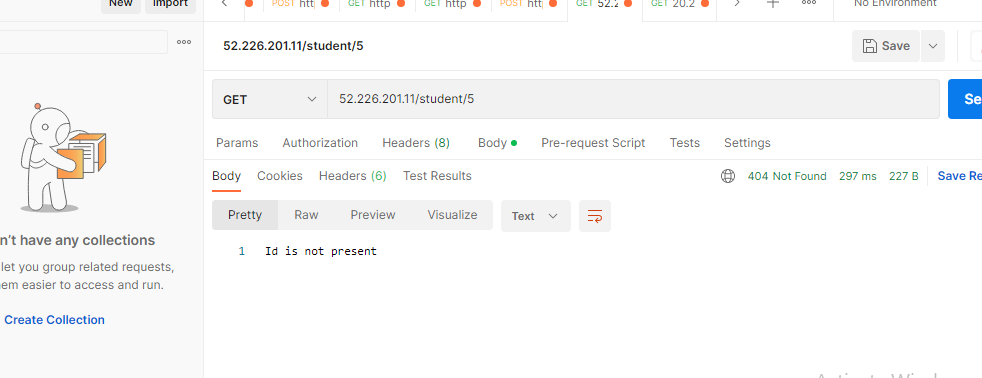 New Import
POST htt GET http GET http POST htt GET 52.2 GET 20.2 No Environment
52.226.201.11/student/5
Save
GET 52.226.201.11/student/5
Se
Params Authorization Headers (8) Body Pre-request Script Tests Settings
Body Cookies Headers (6) Test Results 404 Not Found 297 ms 227 B Save Re
Pretty Raw Preview Visualize Text
1 Id is not present
n't have any collections
let you group related requests,
em easier to access and run.
Create Collection